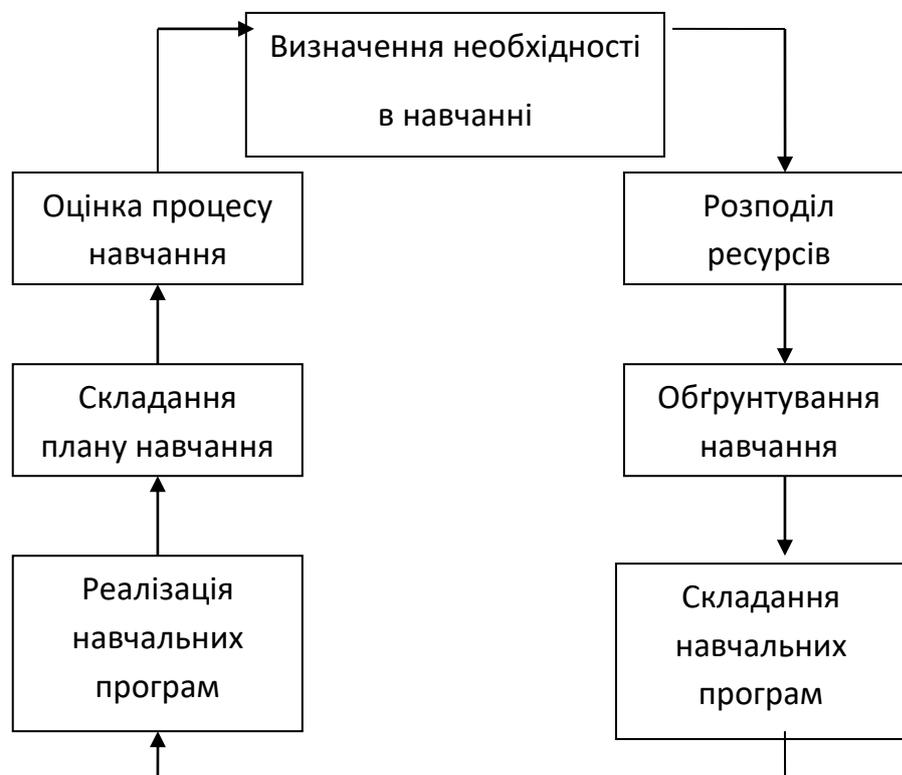 Визначення необхідності
в навчанні
Оцінка процесу
навчання
Розподіл
ресурсів
Складання
плану навчання
Обґрунтування
навчання
Реалізація
навчальних
програм
Складання
навчальних
програм